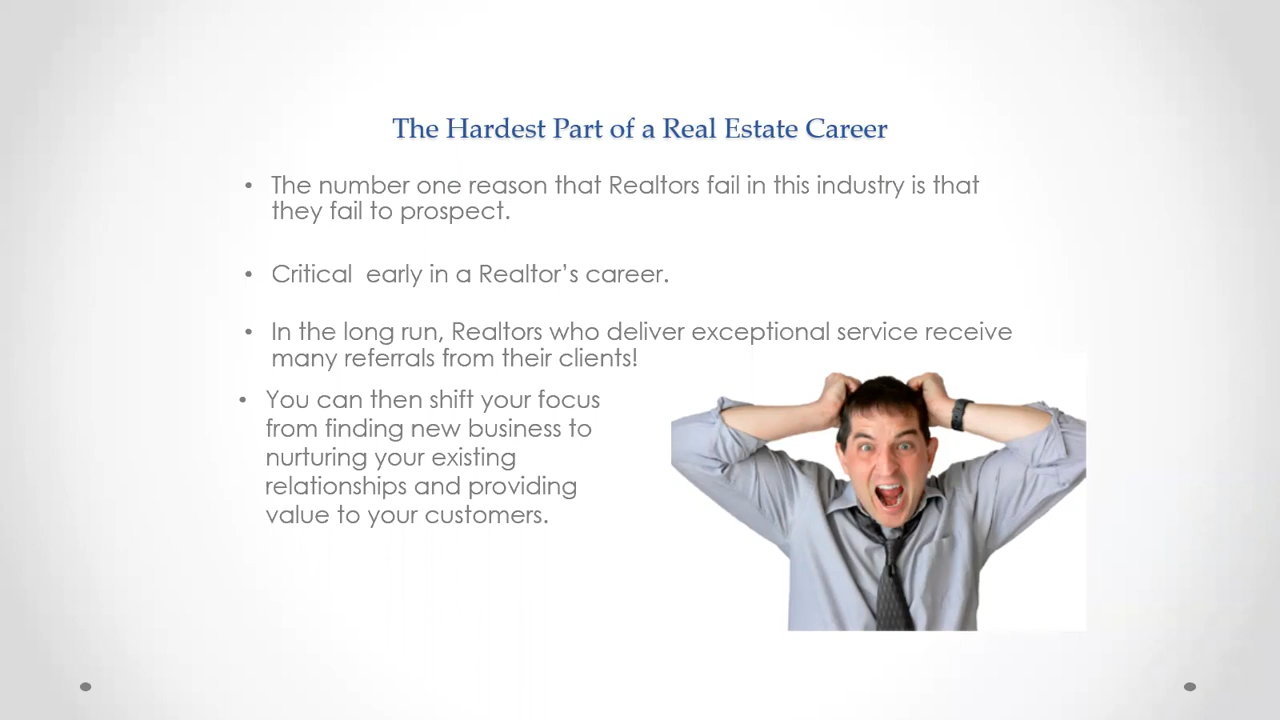 The Hardest Part of a Real Estate Career
• The number one reason that Realtors fail in this industry is that
they fail to prospect.
• Critical  early in a Realtor’s career.
• In the long run, Realtors who deliver exceptional service receive
many referrals from their clients!
• You can then shift your focus
from finding new business to
nurturing your existing
relationships and providing
value to your customers.